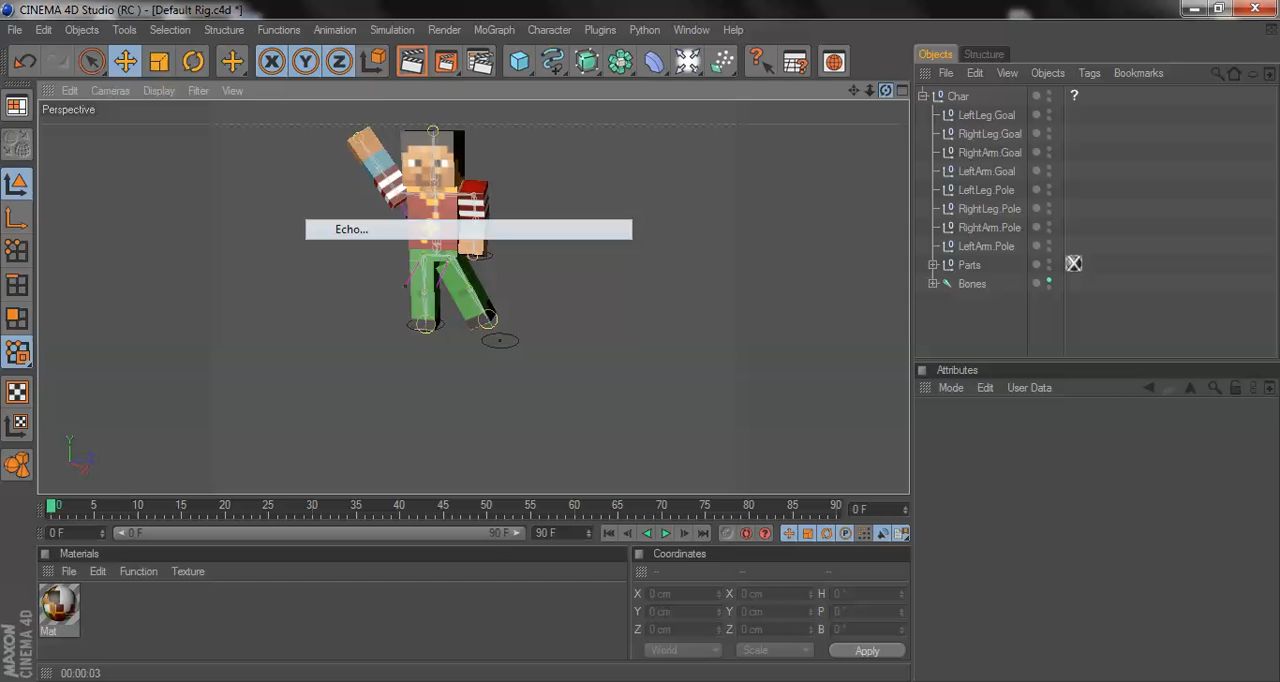 CINEMA 4D Studio (RC ) - [Default Rig.c4d *]
File Edit Objects Tools Selection Structure Functions Animation Simulation Render MoGraph Character Plugins Python Window Help
X Y Z
Edit Cameras Display Filter View
Perspective
Echo...
Y
Objects Structure
File Edit View Objects Tags Bookmarks
Char ?
LeftLeg.Goal
RightLeg.Goal
RightArm.Goal
LeftArm.Goal
LeftLeg.Pole
RightLeg.Pole
RightArm.Pole
LeftArm.Pole
Parts
Bones
Attributes
Mode Edit User Data
0 5 10 15 20 25 30 35 40 45 50 55 60 65 70 75 80 85 90 0 F
0 F 0 F 90 F 90 F
Materials
File Edit Function Texture
Mat
Coordinates
-- -- --
X 0 cm X 0 cm H 0 °
Y 0 cm Y 0 cm P 0 °
Z 0 cm Z 0 cm B 0 °
World Scale Apply
MAXON
CINEMA 4D
00:00:03